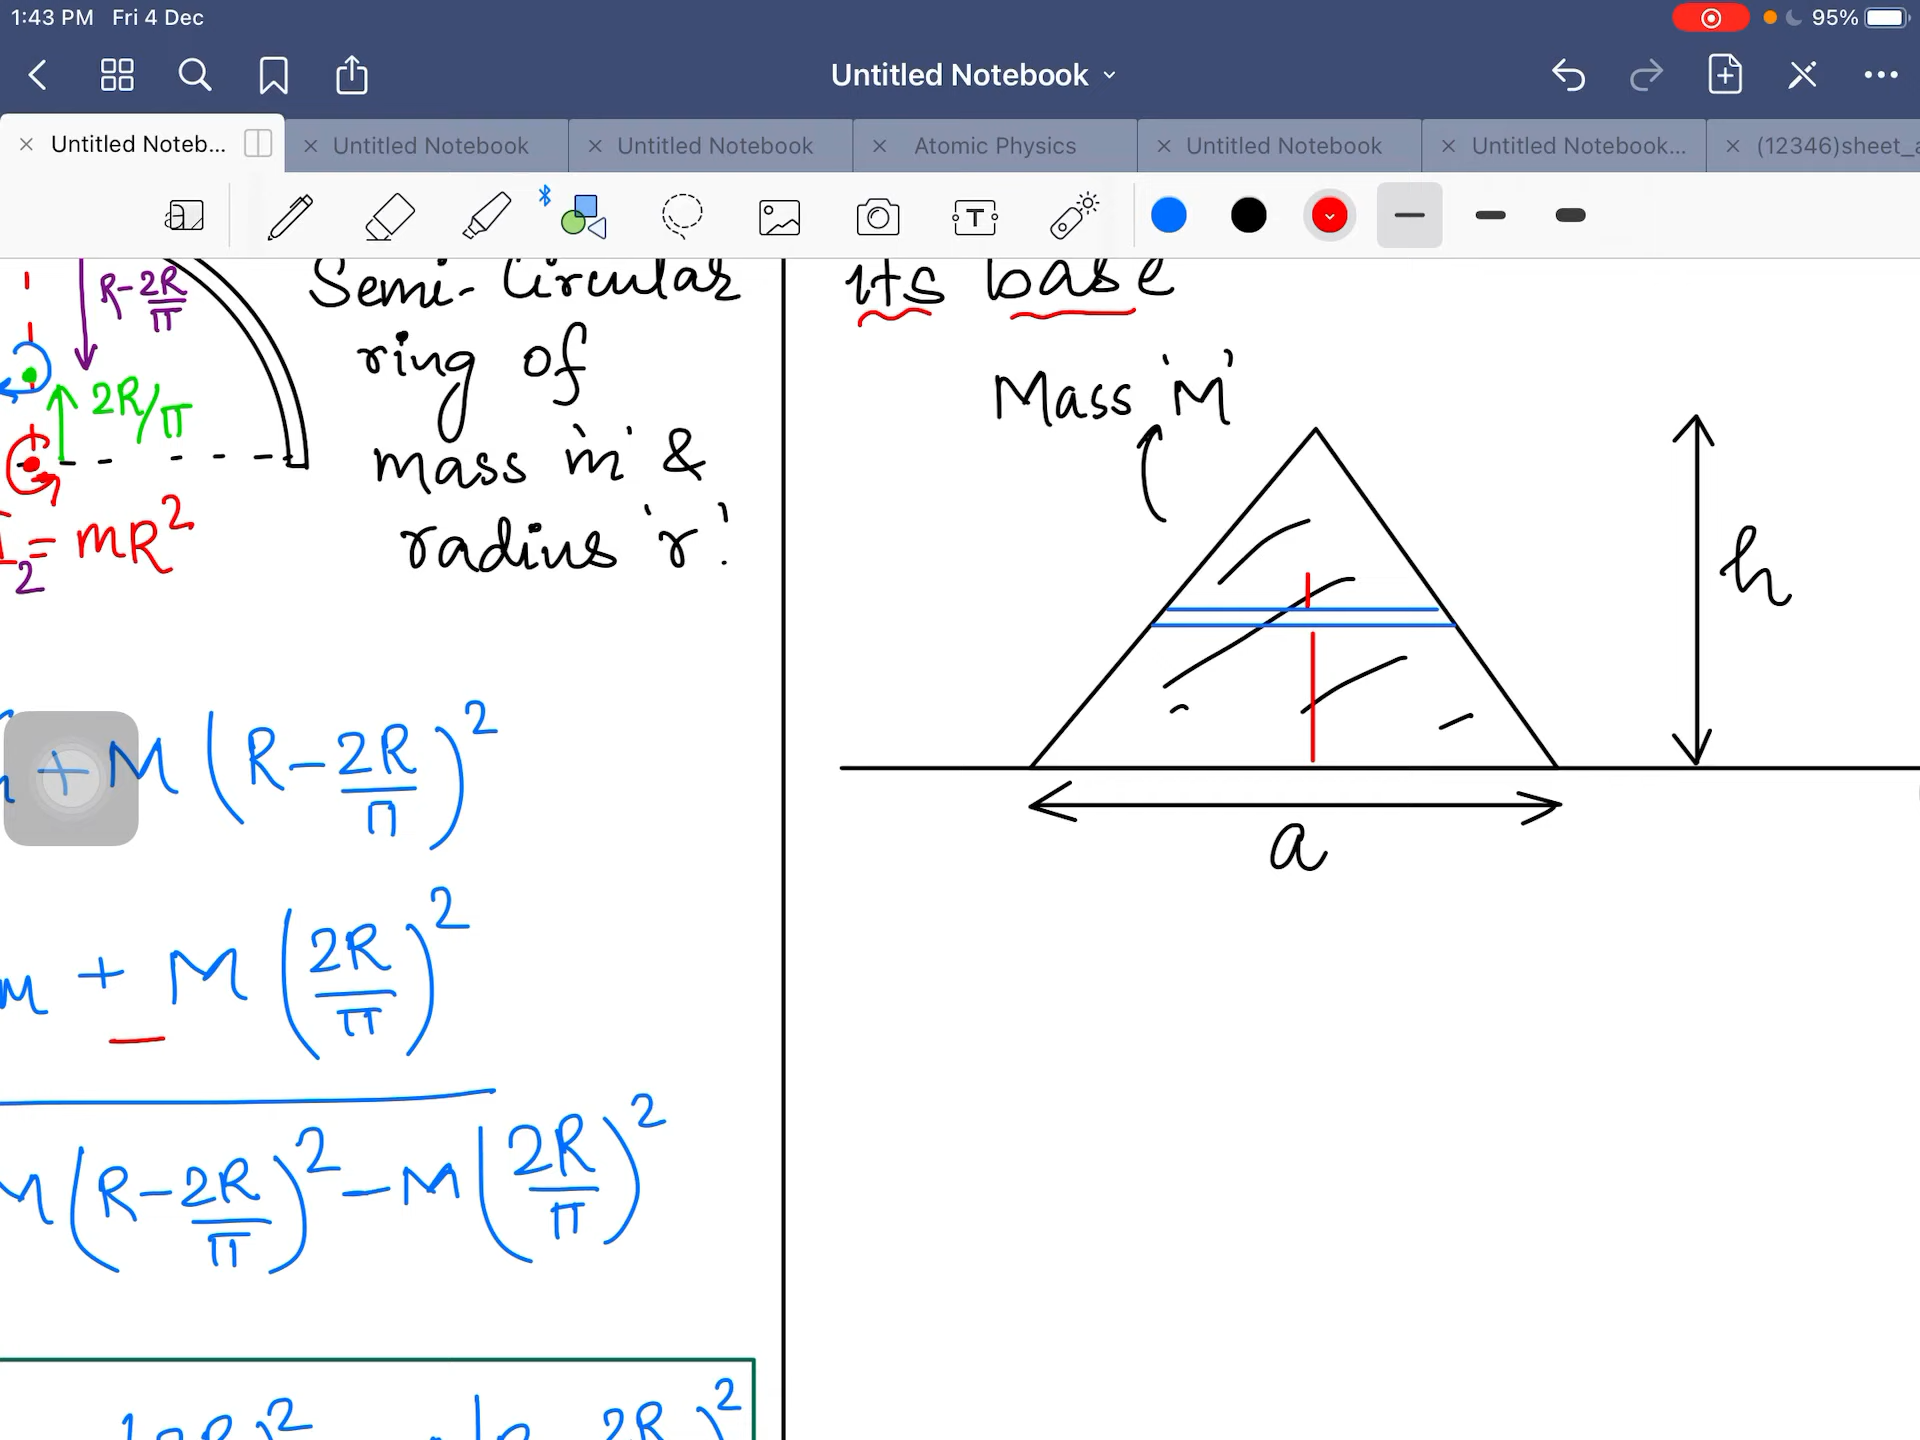 1:43 PM Fri 4 Dec
95%
Untitled Notebook
Untitled Noteb...
Untitled Notebook
Untitled Notebook
Atomic Physics
Untitled Notebook
Untitled Notebook...
(12346)sheet_a
R-2R/π
2R/π
2 = mR²
Semi-Circular
ring of
mass 'm' &
radius 'r'.
+ M (R-2R/π)²
m + M (2R/π)²
M (R-2R/π)² - M (2R/π)²
its base
Mass 'M'
h
a